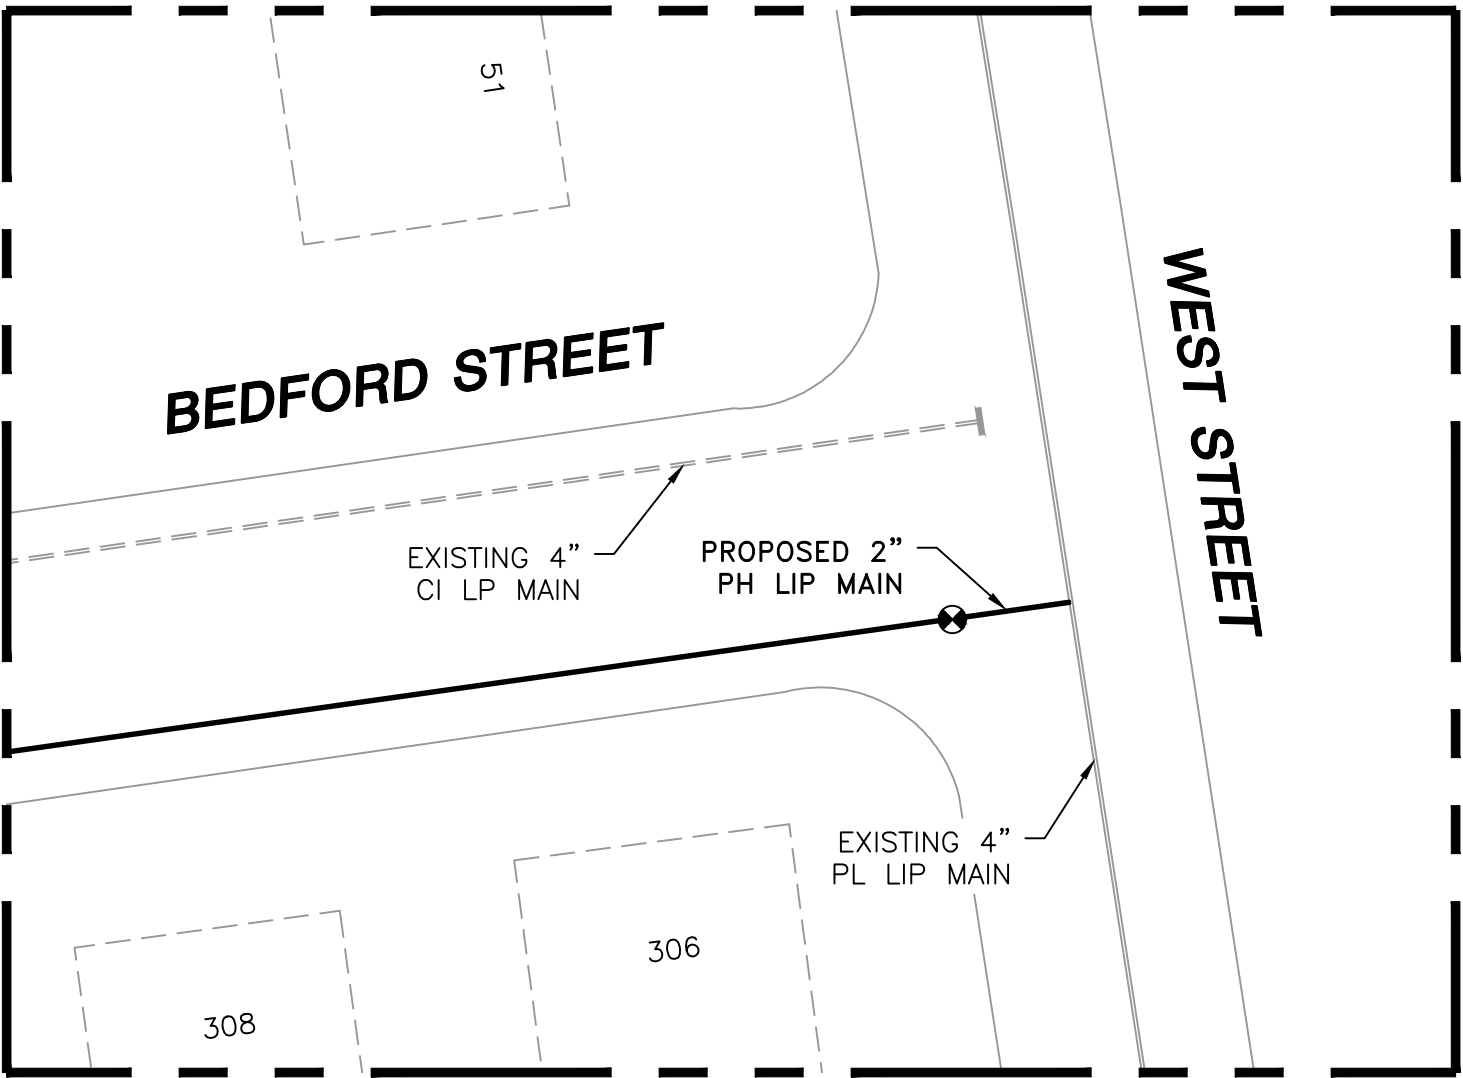 51
BEDFORD STREET
WEST STREET
EXISTING 4”
CI LP MAIN
PROPOSED 2”
PH LIP MAIN
EXISTING 4”
PL LIP MAIN
306
308